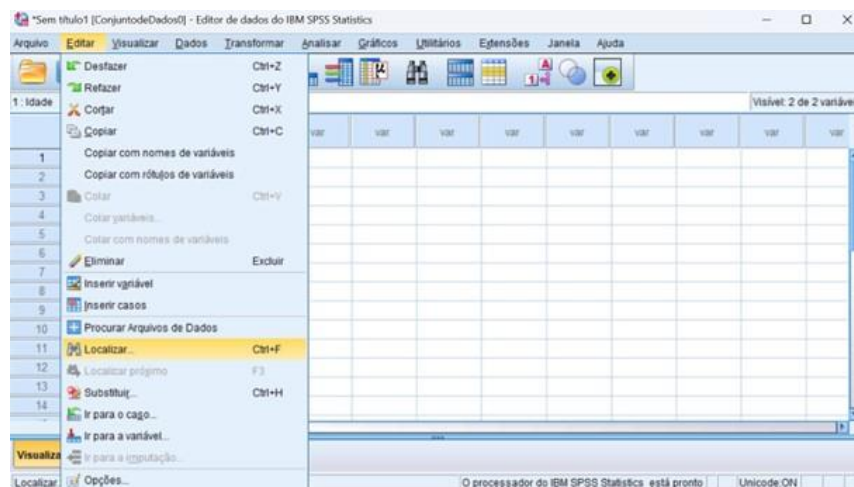 *Sem título1 [ConjuntodeDados0] - Editor de dados do IBM SPSS Statistics
Arquivo Editar Visualizar Dados Transformar Analisar Gráficos Utilitários Extensões Janela Ajuda
Desfazer Ctrl+Z
Refazer Ctrl+Y
1 : Idade Visível: 2 de 2 variáve
Cortar Ctrl+X
Copiar Ctrl+C
var var var var var var var var
Copiar com nomes de variáveis
1
Copiar com rótulos de variáveis
2
3 Colar Ctrl+V
4 Colar variáveis...
5 Colar com nomes de variáveis
6 Eliminar Excluir
7
Inserir variável
8
9 Inserir casos
10 Procurar Arquivos de Dados
11 Localizar... Ctrl+F
12 Localizar próximo F3
13 Substituir... Ctrl+H
14 Ir para o caso...
Ir para a variável...
Visualiza Ir para a imputação...
Localizar Opções... O processador do IBM SPSS Statistics está pronto Unicode:ON